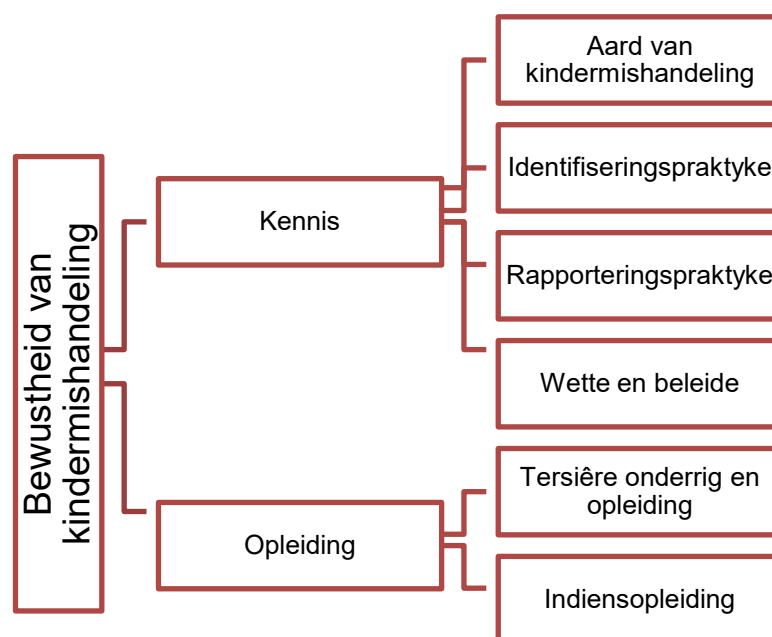 Bewustheid van
kindermishandeling
Kennis
Aard van
kindermishandeling
Identifiseringspraktyke
Rapporteringspraktyke
Wette en beleide
Opleiding
Tersiêre onderrig en
opleiding
Indiensopleiding